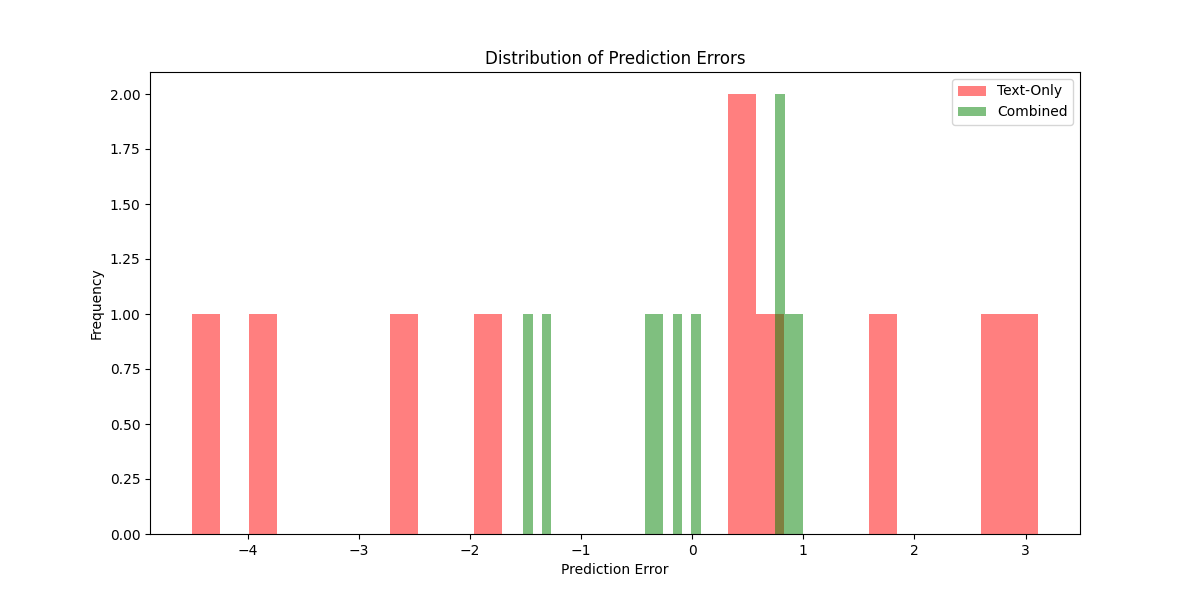 Distribution of Prediction Errors
Text-Only
Combined
Frequency
2.00
1.75
1.50
1.25
1.00
0.75
0.50
0.25
0.00
−4 −3 −2 −1 0 1 2 3
Prediction Error